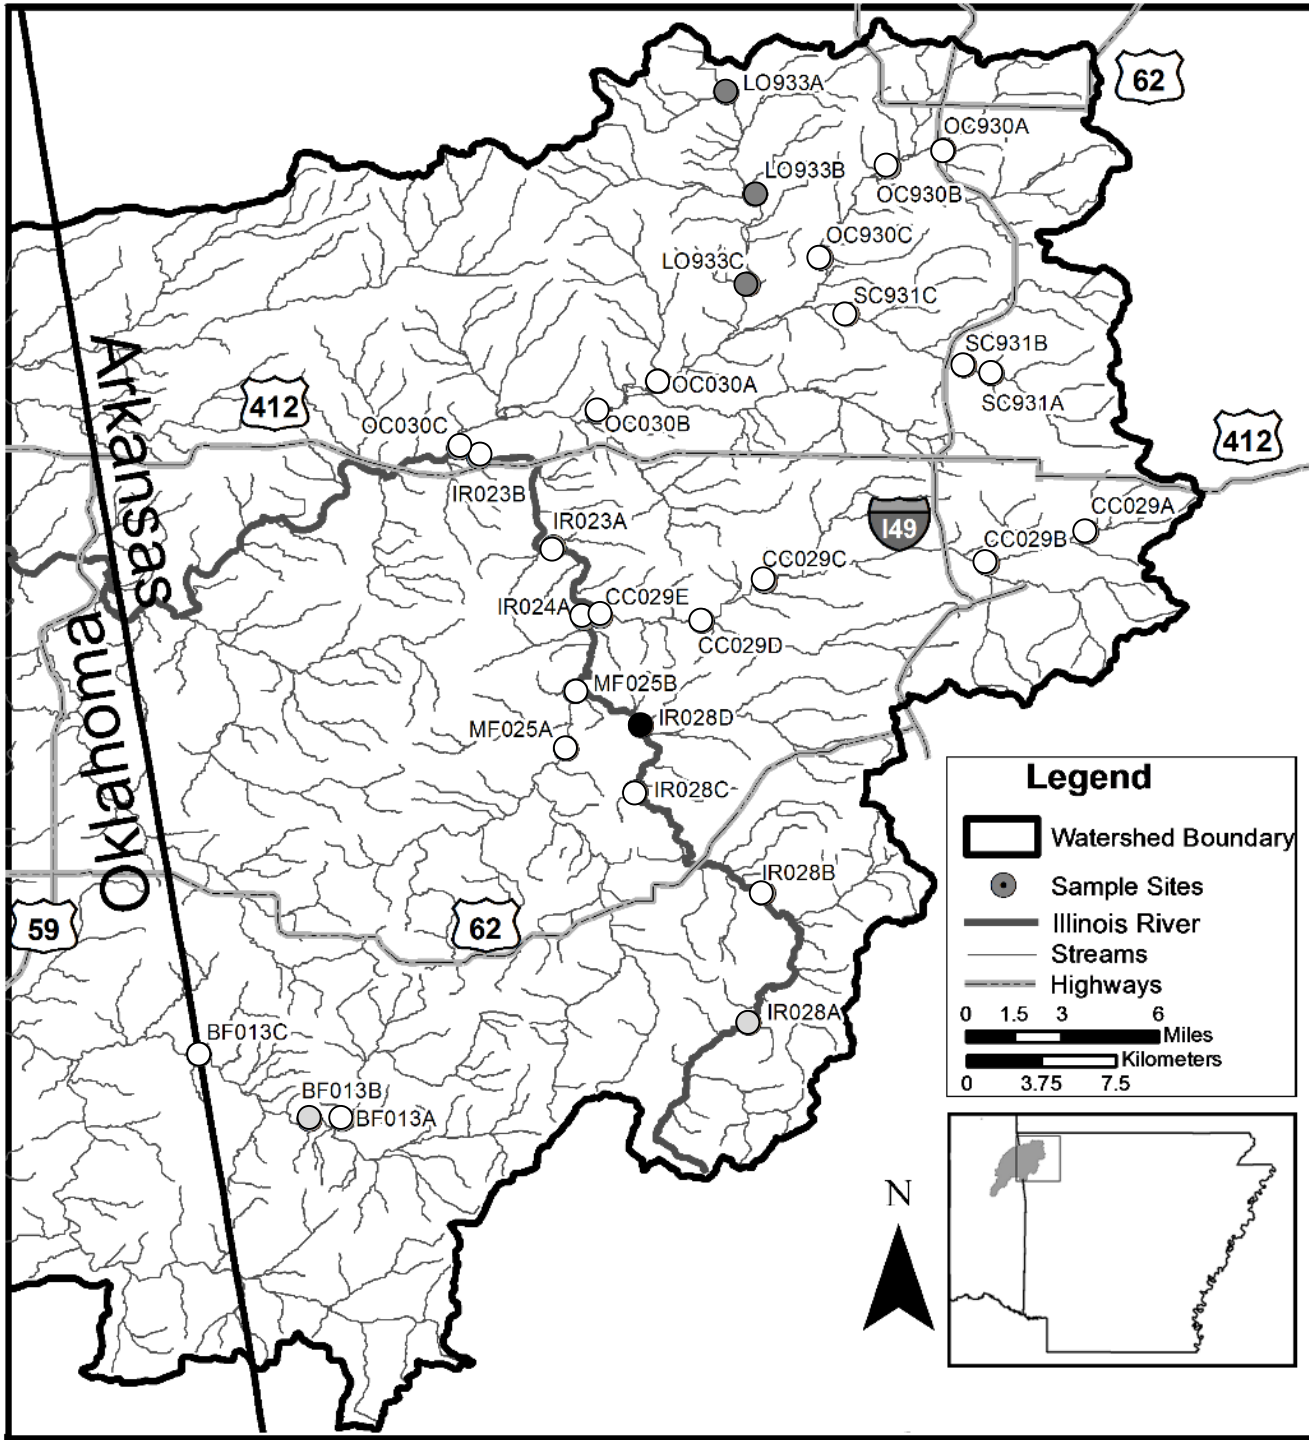 62
LO933A
OC930A
LO933B
OC930B
OC930C
LO933C
SC931C
SC931B
SC931A
OC030A
412
OC030B
OC030C
412
IR023B
Arkansas
IR023A
I49
CC029A
CC029B
CC029C
IR024A
CC029E
CC029D
Oklahoma
MF025B
IR028D
MF025A
IR028C
IR028B
59
62
IR028A
BF013C
BF013B
BF013A
Legend
Watershed Boundary
Sample Sites
Illinois River
Streams
Highways
0 1.5 3 6
Miles
Kilometers
0 3.75 7.5
N